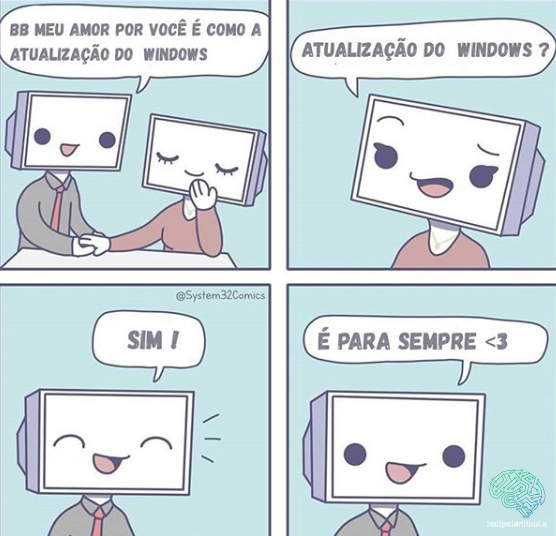 BB MEU AMOR POR VOCÊ É COMO A
ATUALIZAÇÃO DO WINDOWS
ATUALIZAÇÃO DO WINDOWS ?
@System32Comics
SIM !
É PARA SEMPRE <3